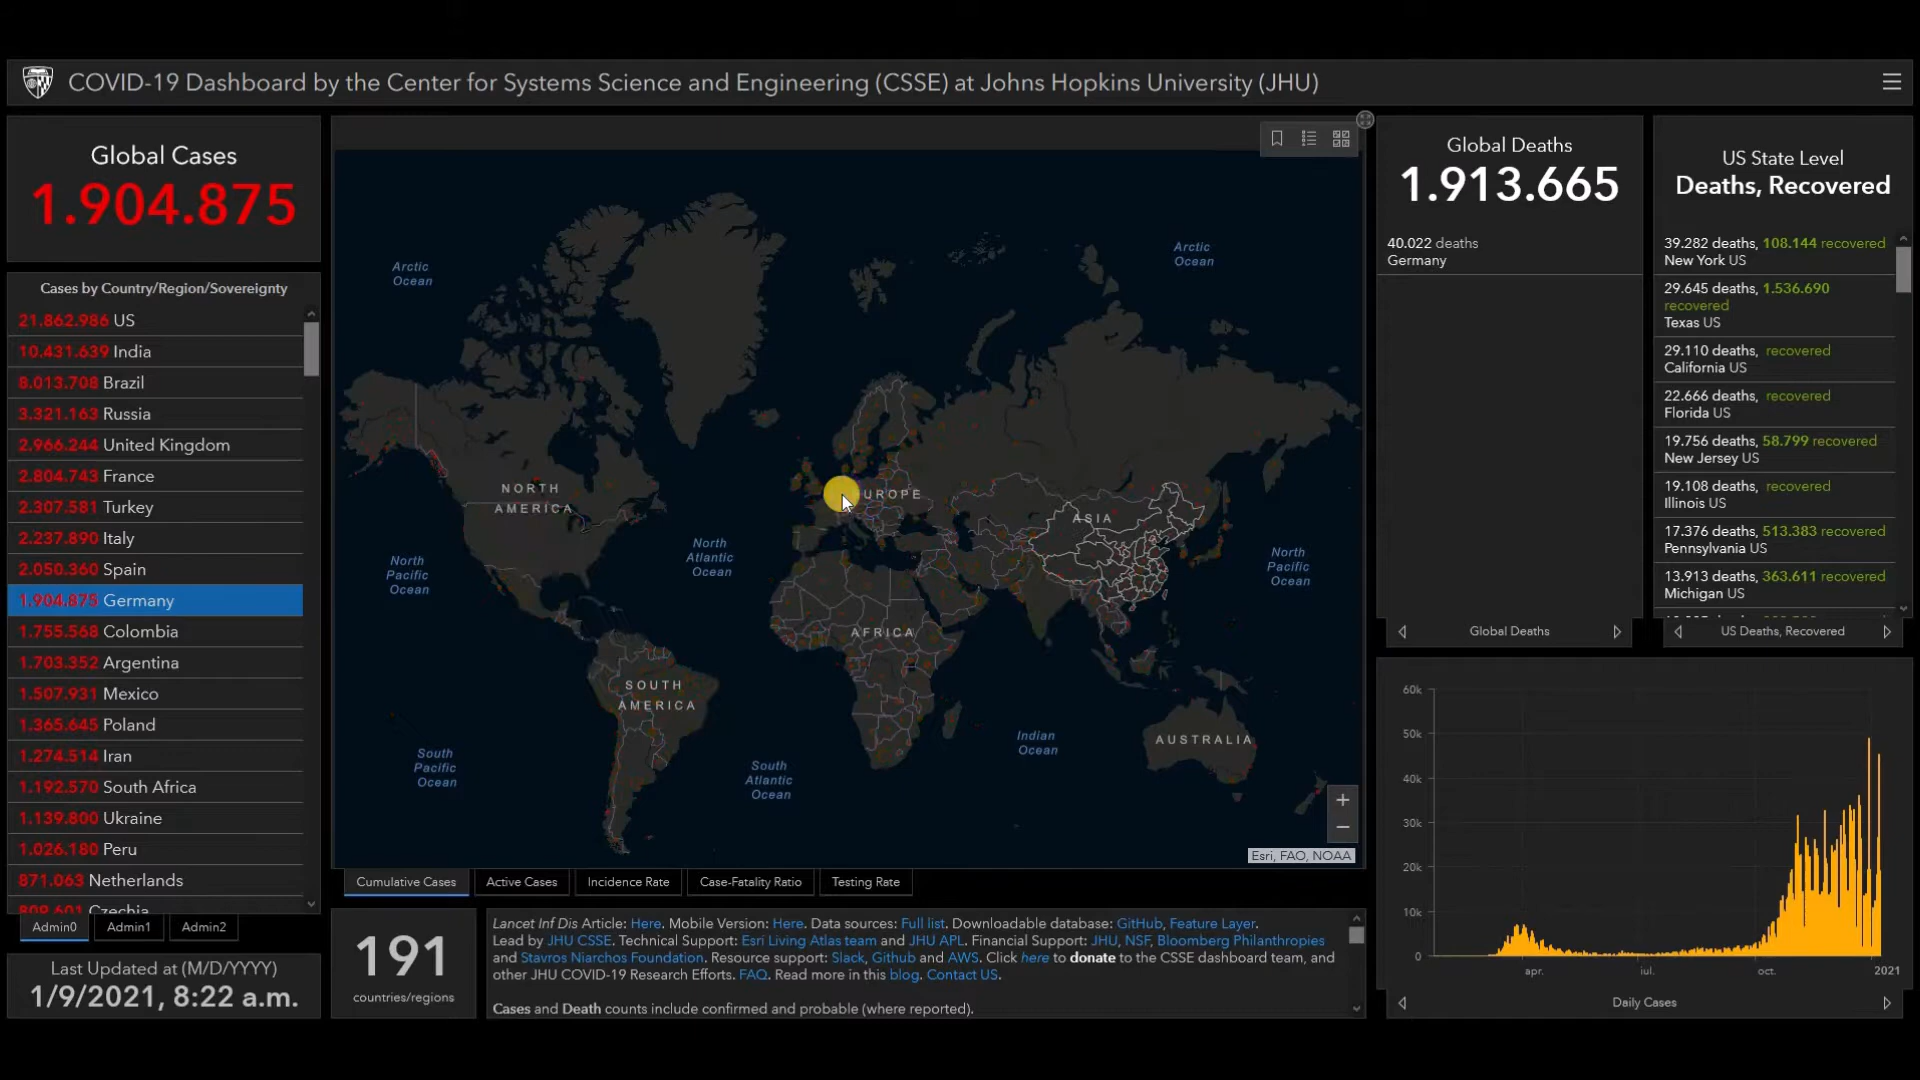 COVID-19 Dashboard by the Center for Systems Science and Engineering (CSSE) at Johns Hopkins University (JHU)
Global Cases
1.904.875
Cases by Country/Region/Sovereignty
21.862.986 US
10.431.639 India
8.013.708 Brazil
3.321.163 Russia
2.966.244 United Kingdom
2.804.743 France
2.307.581 Turkey
2.237.890 Italy
2.050.360 Spain
1.904.875 Germany
1.755.568 Colombia
1.703.352 Argentina
1.507.931 Mexico
1.365.645 Poland
1.274.514 Iran
1.192.570 South Africa
1.139.800 Ukraine
1.026.180 Peru
871.063 Netherlands
809.601 Czechia
Admin0 Admin1 Admin2
Last Updated at (M/D/YYYY)
1/9/2021, 8:22 a.m.
Arctic
Ocean
Arctic
Ocean
NORTH
AMERICA
UROPE
ASIA
North
Pacific
Ocean
North
Atlantic
Ocean
North
Pacific
Ocean
AFRICA
SOUTH
AMERICA
South
Pacific
Ocean
South
Atlantic
Ocean
Indian
Ocean
AUSTRALIA
+
−
Esri, FAO, NOAA
Cumulative Cases Active Cases Incidence Rate Case-Fatality Ratio Testing Rate
191
countries/regions
Lancet Inf Dis Article: Here. Mobile Version: Here. Data sources: Full list. Downloadable database: GitHub, Feature Layer.
Lead by JHU CSSE. Technical Support: Esri Living Atlas team and JHU APL. Financial Support: JHU, NSF, Bloomberg Philanthropies
and Stavros Niarchos Foundation. Resource support: Slack, Github and AWS. Click here to donate to the CSSE dashboard team, and
other JHU COVID-19 Research Efforts. FAQ. Read more in this blog. Contact US.
Cases and Death counts include confirmed and probable (where reported).
Global Deaths
1.913.665
40.022 deaths
Germany
Global Deaths
US State Level
Deaths, Recovered
39.282 deaths, 108.144 recovered
New York US
29.645 deaths, 1.536.690
recovered
Texas US
29.110 deaths, recovered
California US
22.666 deaths, recovered
Florida US
19.756 deaths, 58.799 recovered
New Jersey US
19.108 deaths, recovered
Illinois US
17.376 deaths, 513.383 recovered
Pennsylvania US
13.913 deaths, 363.611 recovered
Michigan US
US Deaths, Recovered
60k
50k
40k
30k
20k
10k
0
apr. iul. oct. 2021
Daily Cases